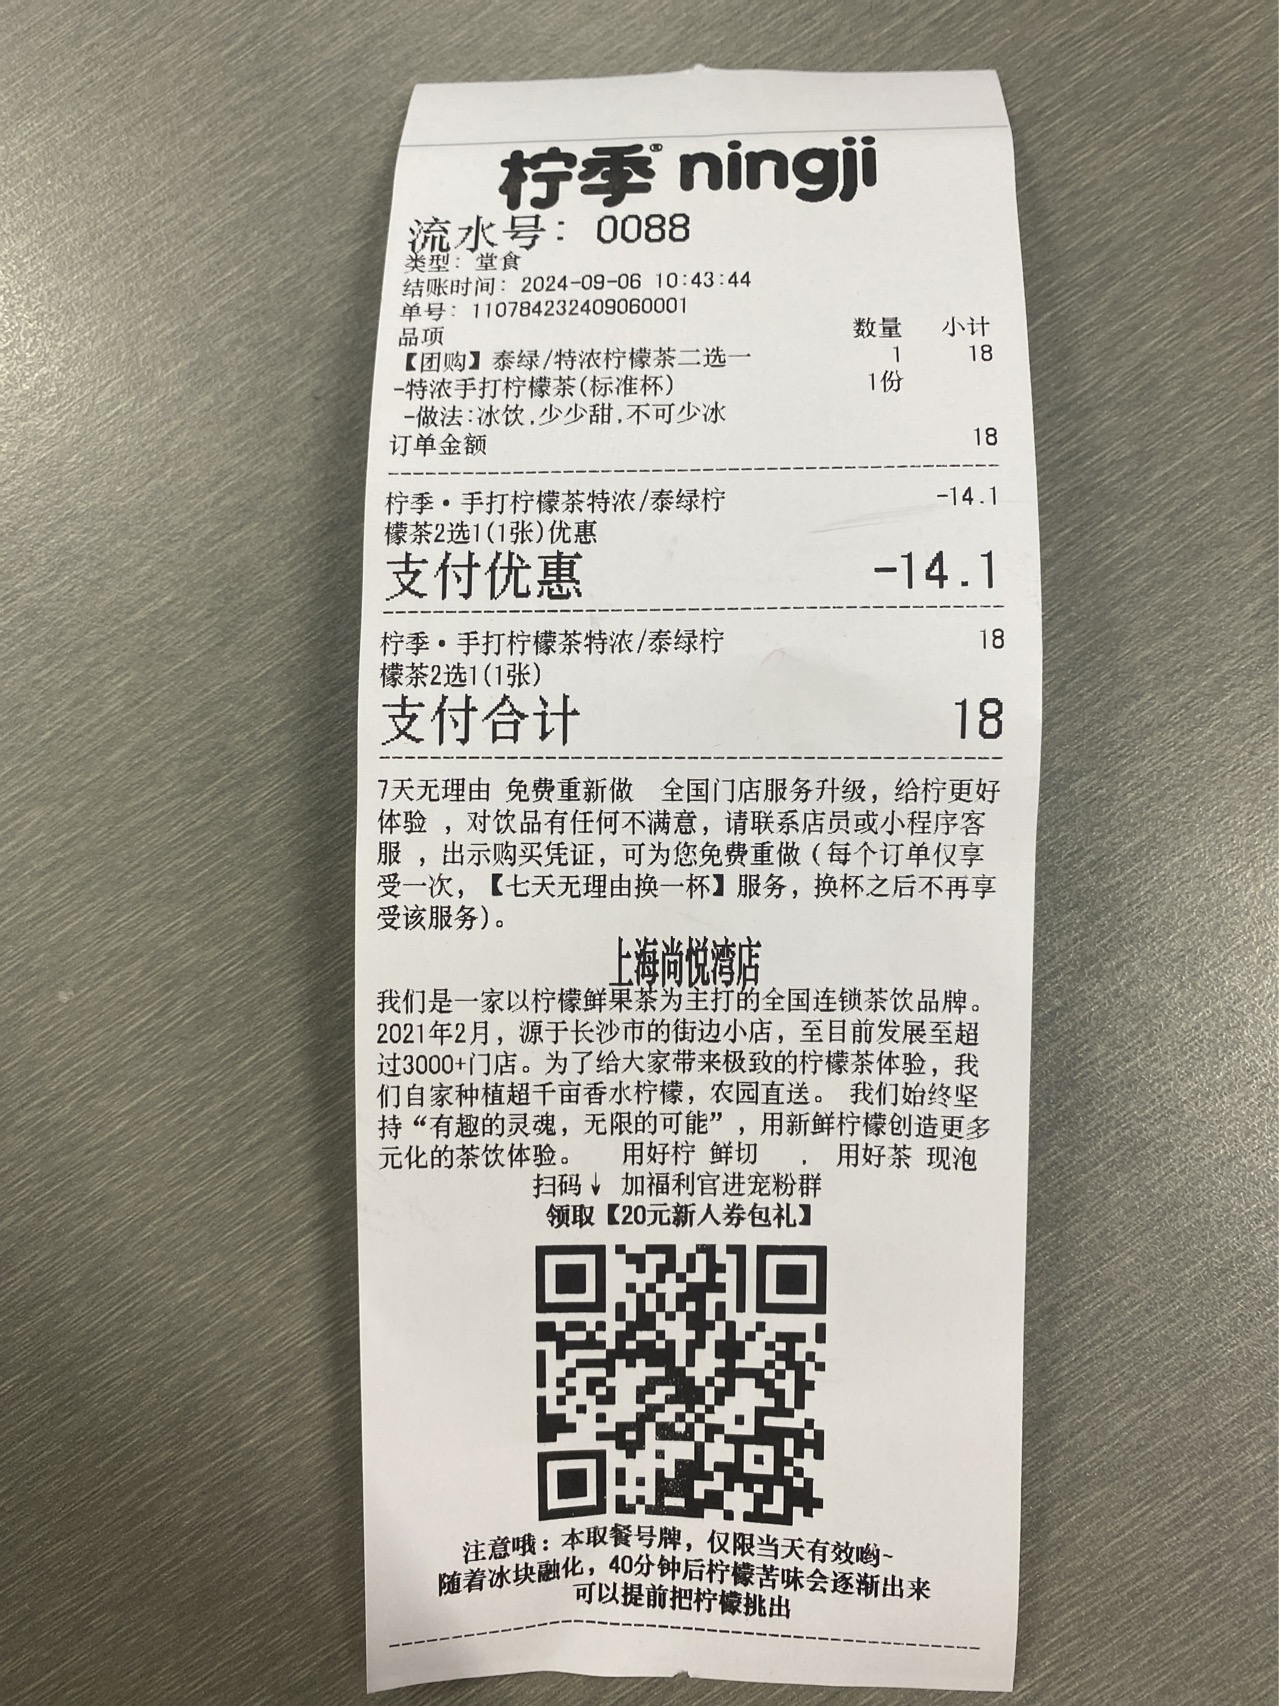 柠季® ningji
流水号：0088
类型：堂食
结账时间：2024-09-06 10:43:44
单号：110784232409060001
品项 数量 小计
【团购】泰绿/特浓柠檬茶二选一 1 18
-特浓手打柠檬茶(标准杯) 1份
-做法:冰饮,少少甜,不可少冰
订单金额 18
柠季•手打柠檬茶特浓/泰绿柠 -14.1
檬茶2选1(1张)优惠
支付优惠 -14.1
柠季•手打柠檬茶特浓/泰绿柠 18
檬茶2选1(1张)
支付合计 18
7天无理由 免费重新做 全国门店服务升级，给柠更好
体验 ，对饮品有任何不满意，请联系店员或小程序客
服 ，出示购买凭证，可为您免费重做（每个订单仅享
受一次，【七天无理由换一杯】服务，换杯之后不再享
受该服务）。
上海尚悦湾店
我们是一家以柠檬鲜果茶为主打的全国连锁茶饮品牌。
2021年2月，源于长沙市的街边小店，至目前发展至超
过3000+门店。为了给大家带来极致的柠檬茶体验，我
们自家种植超千亩香水柠檬，农园直送。 我们始终坚
持“有趣的灵魂，无限的可能”，用新鲜柠檬创造更多
元化的茶饮体验。 用好柠 鲜切 . 用好茶 现泡
扫码↓ 加福利官进宠粉群
领取【20元新人券包礼】
注意哦：本取餐号牌，仅限当天有效哟~
随着冰块融化，40分钟后柠檬苦味会逐渐出来
可以提前把柠檬挑出